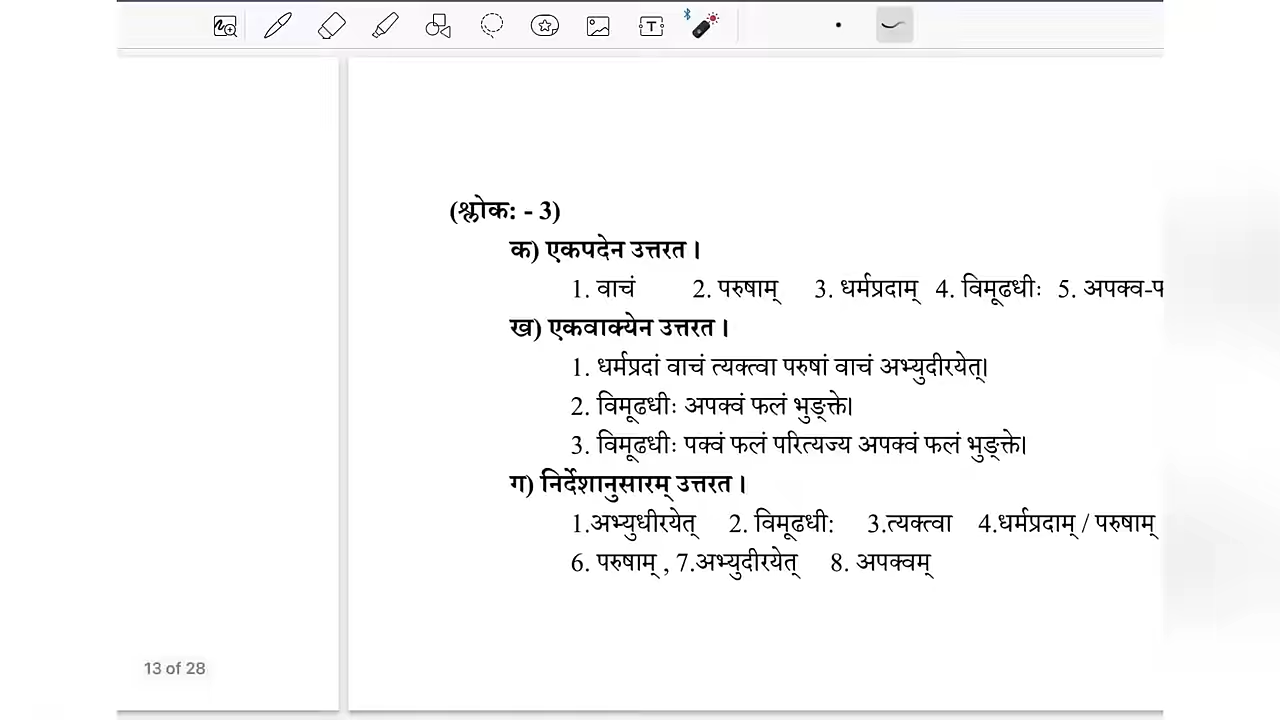 (श्लोकः - 3)
क) एकपदेन उत्तरत ।
1. वाचं 2. परुषाम् 3. धर्मप्रदाम् 4. विमूढधीः 5. अपक्व-
ख) एकवाक्येन उत्तरत ।
1. धर्मप्रदां वाचं त्यक्त्वा परुषां वाचं अभ्युदीरयेत्।
2. विमूढधीः अपक्वं फलं भुङ्क्ते।
3. विमूढधीः पक्वं फलं परित्यज्य अपक्वं फलं भुङ्क्ते।
ग) निर्देशानुसारम् उत्तरत ।
1.अभ्युधीरयेत् 2. विमूढधी: 3.त्यक्त्वा 4.धर्मप्रदाम् / परुषाम्
6. परुषाम् , 7.अभ्युदीरयेत् 8. अपक्वम्
13 of 28